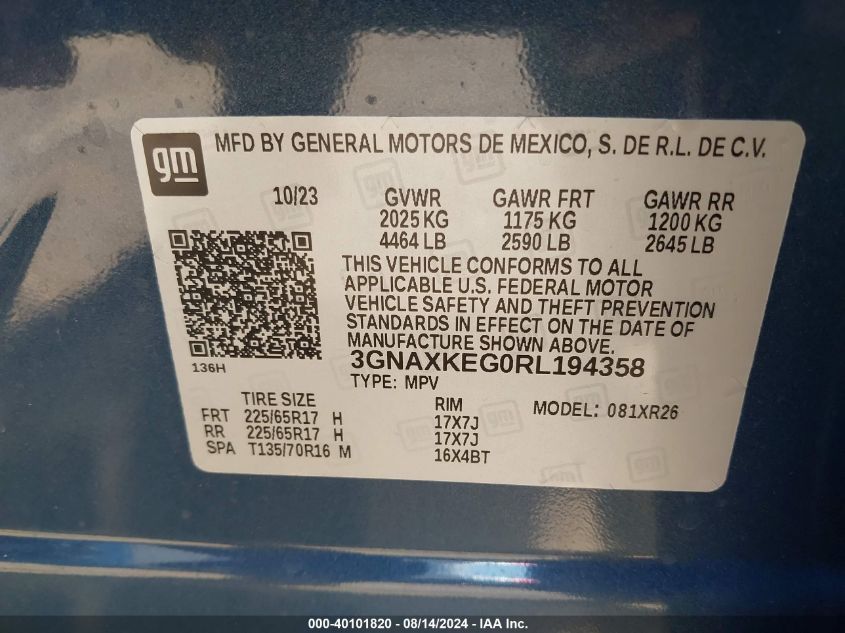 gm MFD BY GENERAL MOTORS DE MEXICO, S. DE R.L. DE C.V.
10/23 GVWR GAWR FRT GAWR RR
2025 KG 1175 KG 1200 KG
4464 LB 2590 LB 2645 LB
THIS VEHICLE CONFORMS TO ALL
APPLICABLE U.S. FEDERAL MOTOR
VEHICLE SAFETY AND THEFT PREVENTION
STANDARDS IN EFFECT ON THE DATE OF
MANUFACTURE SHOWN ABOVE.
136H 3GNAXKEG0RL194358
TYPE: MPV
TIRE SIZE RIM MODEL: 081XR26
FRT 225/65R17 H 17X7J
RR 225/65R17 H 17X7J
SPA T135/70R16 M 16X4BT
000-40101820 - 08/14/2024 - IAA Inc.